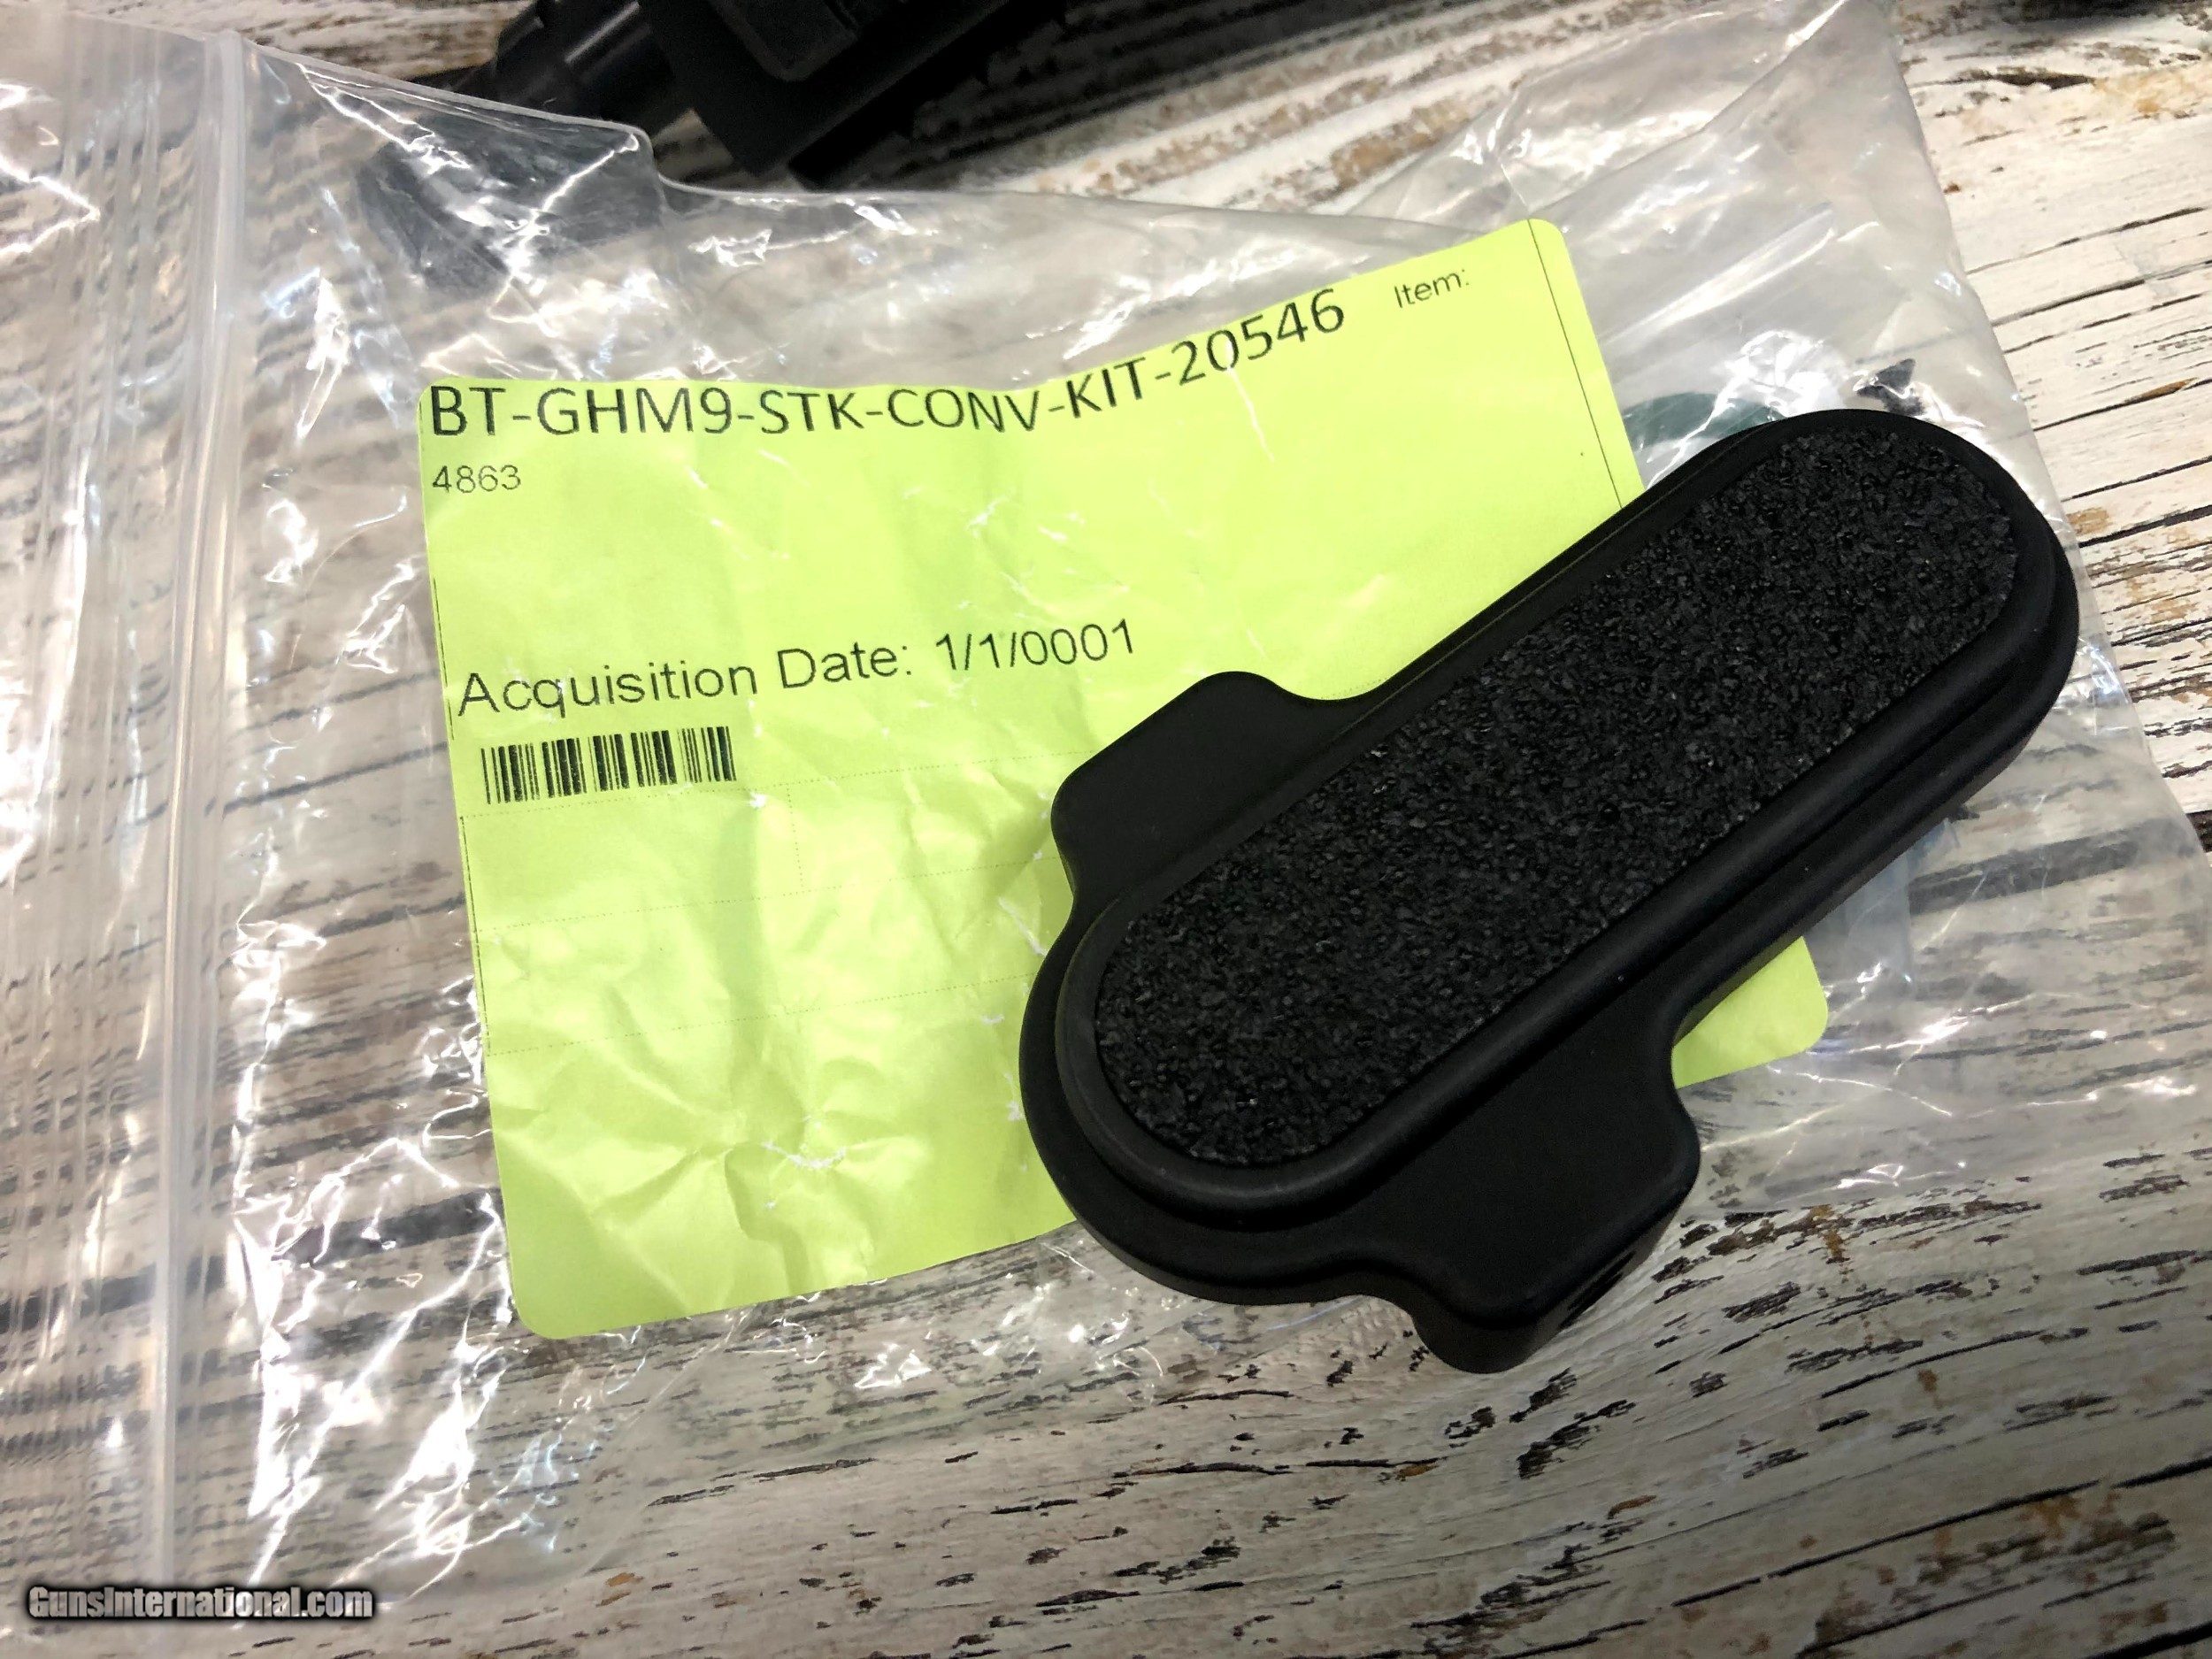 BT-GHM9-STK-CONV-KIT-20546 Item:
4863
Acquisition Date: 1/1/0001
GunsInternational.com